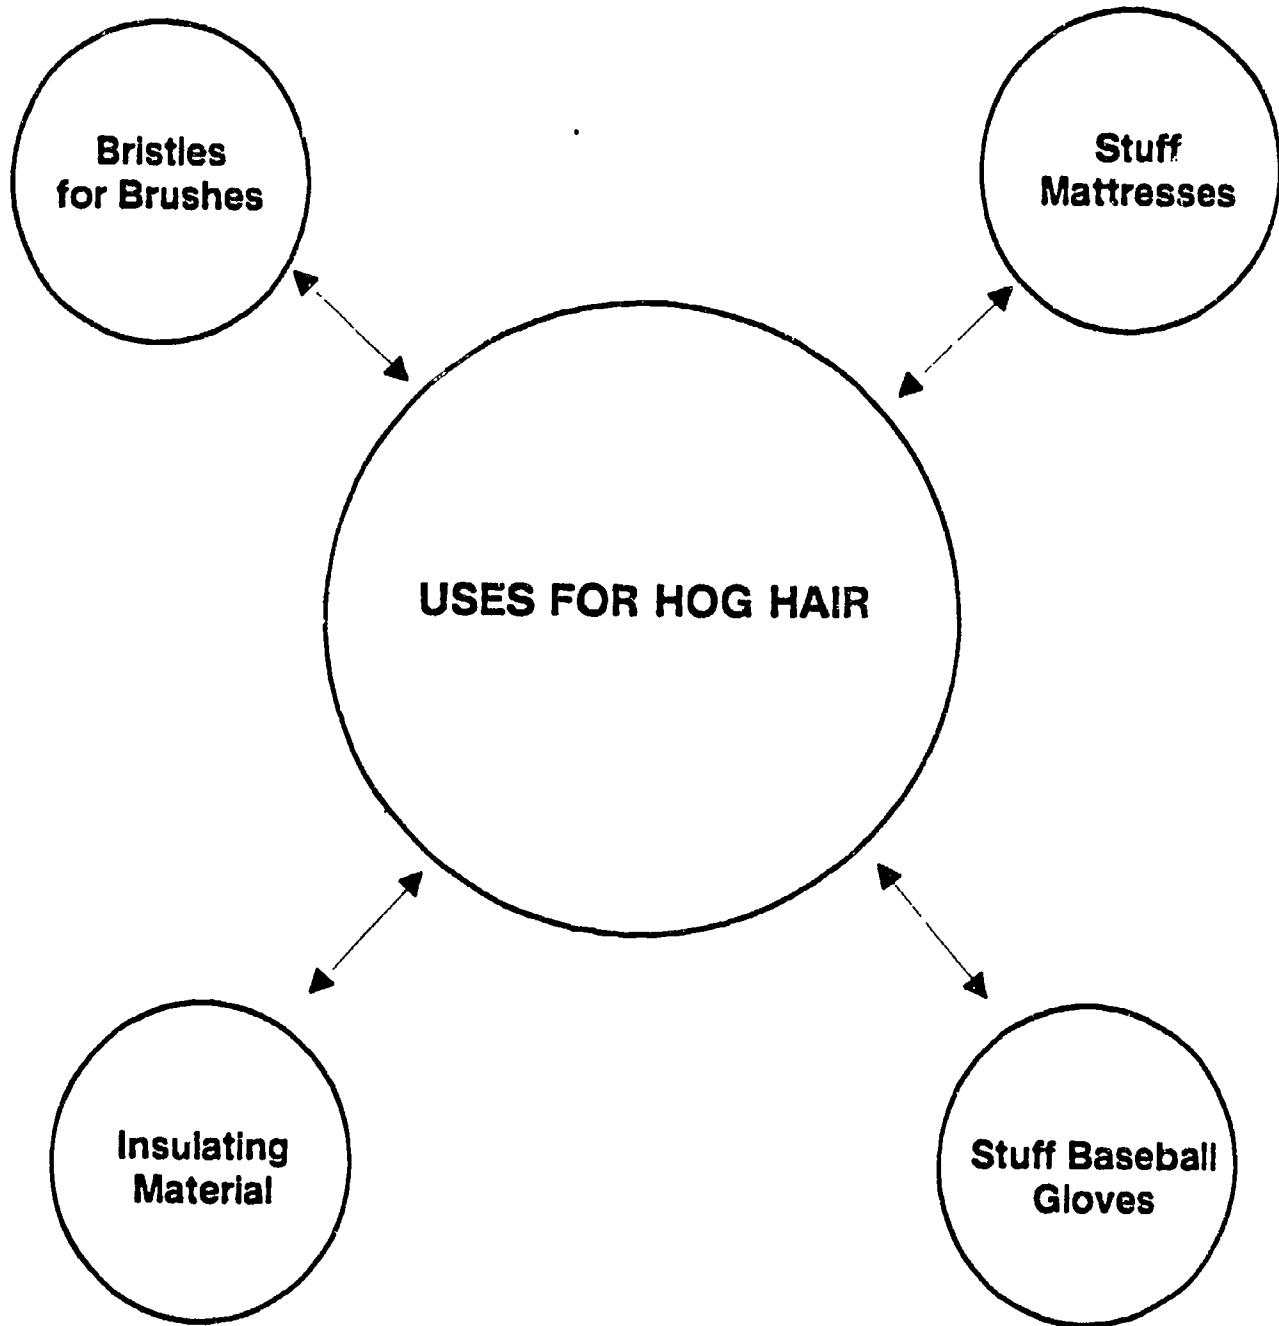 Bristles
for Brushes
Stuff
Mattresses
USES FOR HOG HAIR
Insulating
Material
Stuff Baseball
Gloves